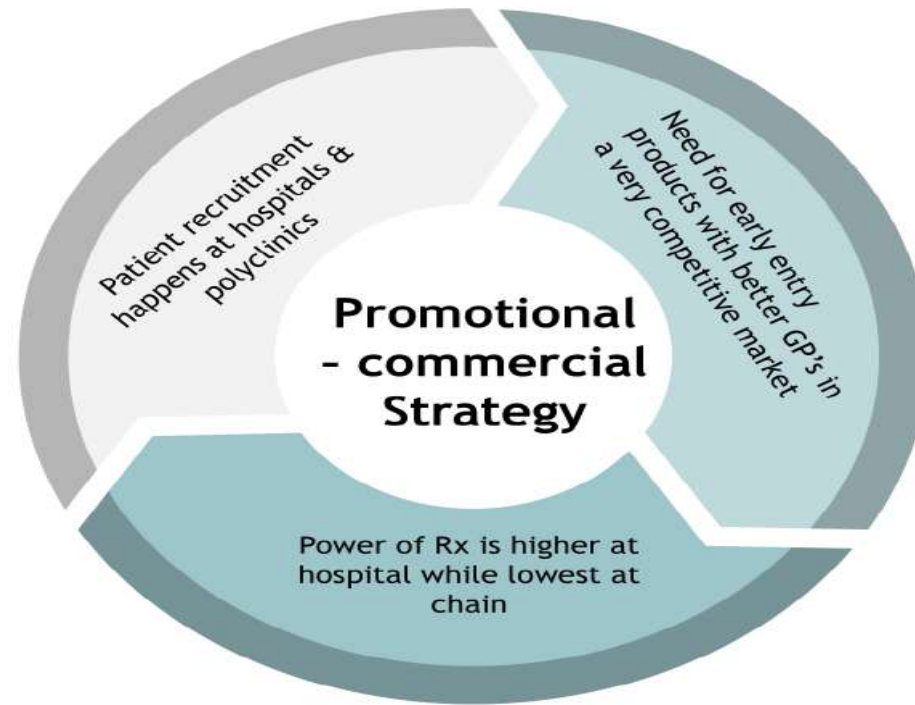 Patient recruitment
happens at hospitals &
polyclinics
Need for early entry
products with better GP's in
a very competitive market
Promotional
- commercial
Strategy
Power of Rx is higher at
hospital while lowest at
chain